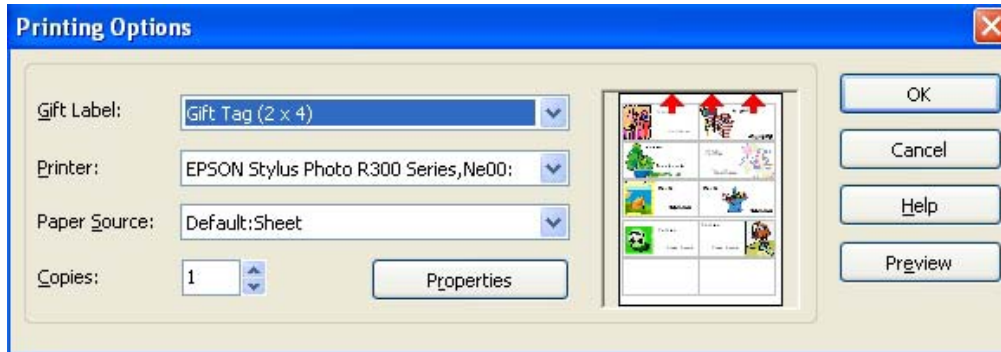 Printing Options
Gift Label:
Gift Tag (2 x 4)
Printer:
EPSON Stylus Photo R300 Series,Ne00:
Paper Source:
Default:Sheet
Copies:
1
Properties
OK
Cancel
Help
Preview